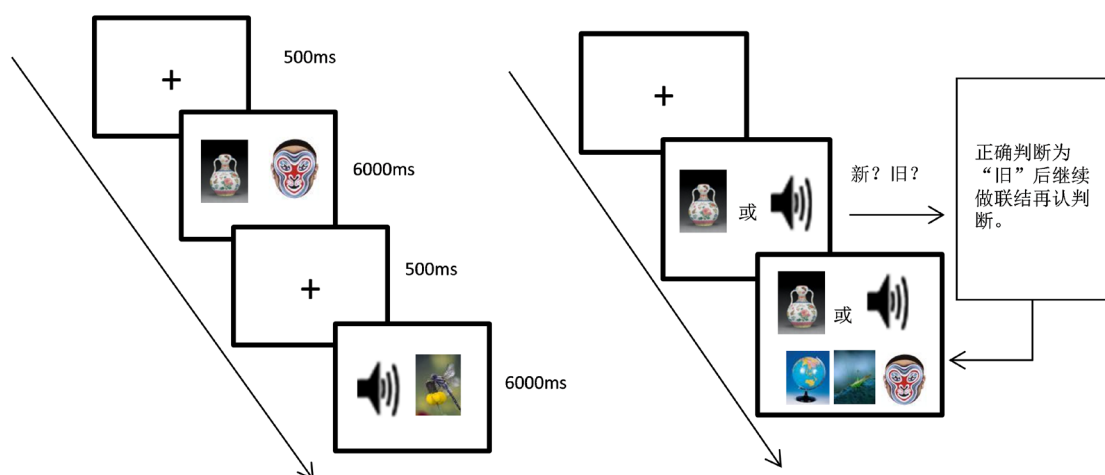 500ms
6000ms
500ms
6000ms
或
新？旧？
正确判断为
“旧”后继续
做联结再认判
断。
或